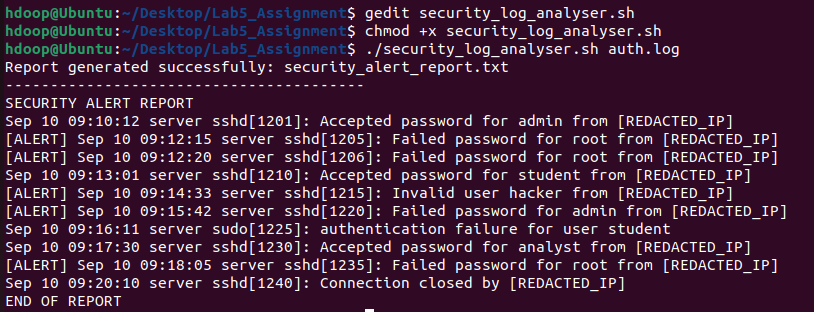 hdoop@Ubuntu:~/Desktop/Lab5_Assignment$ gedit security_log_analyser.sh
hdoop@Ubuntu:~/Desktop/Lab5_Assignment$ chmod +x security_log_analyser.sh
hdoop@Ubuntu:~/Desktop/Lab5_Assignment$ ./security_log_analyser.sh auth.log
Report generated successfully: security_alert_report.txt
-----------------------------------------
SECURITY ALERT REPORT
Sep 10 09:10:12 server sshd[1201]: Accepted password for admin from [REDACTED_IP]
[ALERT] Sep 10 09:12:15 server sshd[1205]: Failed password for root from [REDACTED_IP]
[ALERT] Sep 10 09:12:20 server sshd[1206]: Failed password for root from [REDACTED_IP]
Sep 10 09:13:01 server sshd[1210]: Accepted password for student from [REDACTED_IP]
[ALERT] Sep 10 09:14:33 server sshd[1215]: Invalid user hacker from [REDACTED_IP]
[ALERT] Sep 10 09:15:42 server sshd[1220]: Failed password for admin from [REDACTED_IP]
Sep 10 09:16:11 server sudo[1225]: authentication failure for user student
Sep 10 09:17:30 server sshd[1230]: Accepted password for analyst from [REDACTED_IP]
[ALERT] Sep 10 09:18:05 server sshd[1235]: Failed password for root from [REDACTED_IP]
Sep 10 09:20:10 server sshd[1240]: Connection closed by [REDACTED_IP]
END OF REPORT